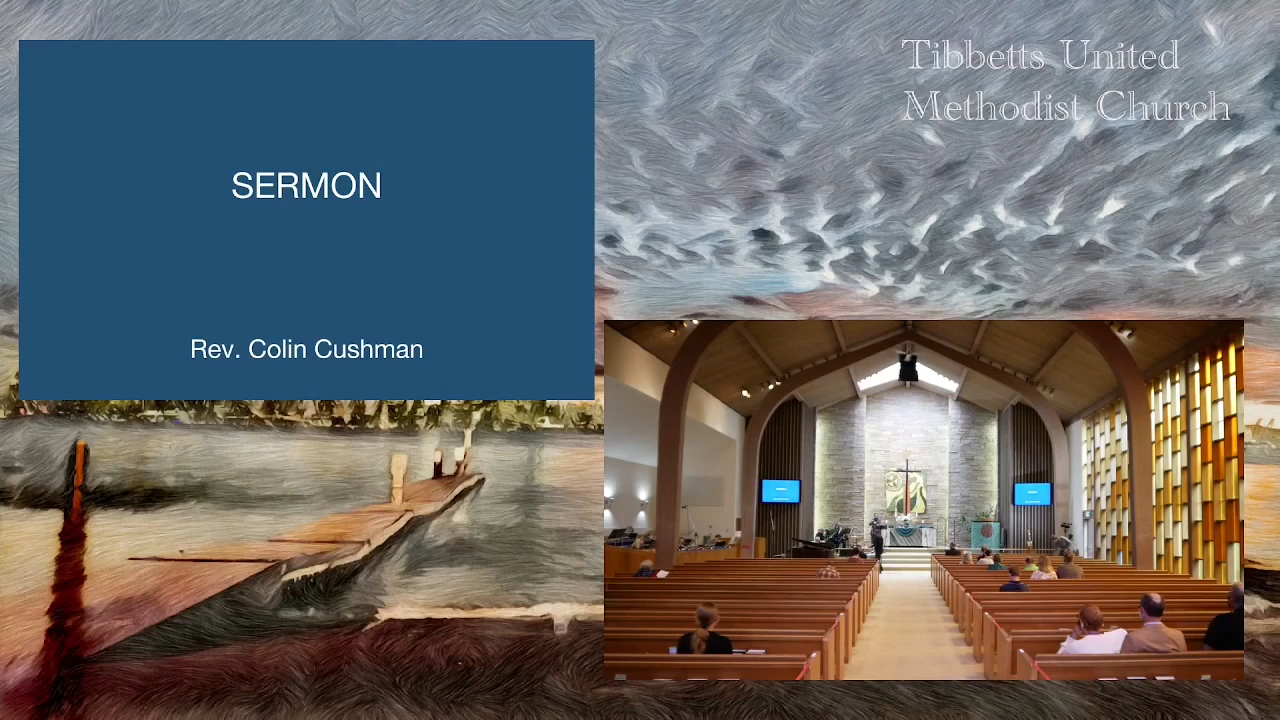 SERMON
Rev. Colin Cushman
Tibbetts United
Methodist Church